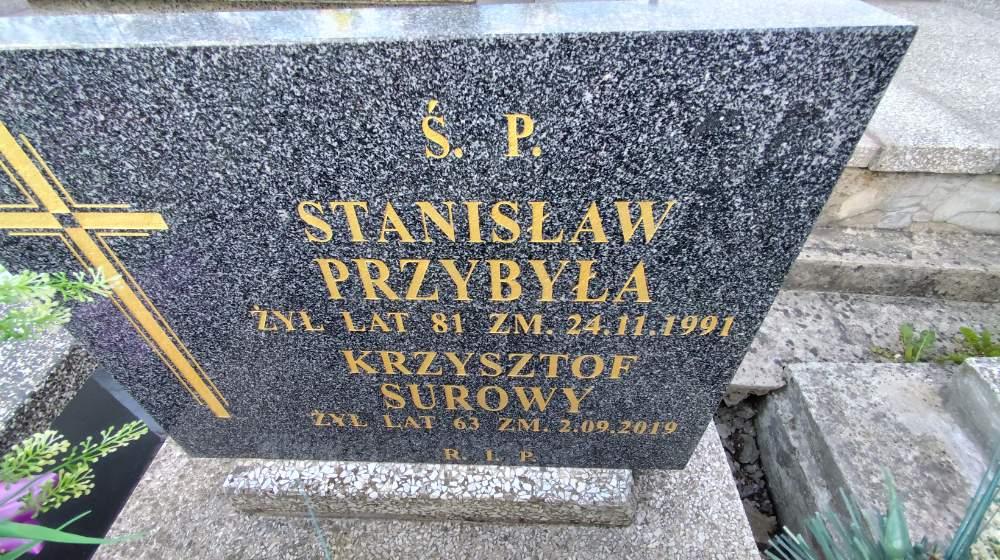 Ś. P.
STANISŁAW
PRZYBYŁA
ŻYŁ LAT 81 ZM. 24.11.1991
KRZYSZTOF
SUROWY
ŻYŁ LAT 63 ZM. 2.09.2019
R. I. P.